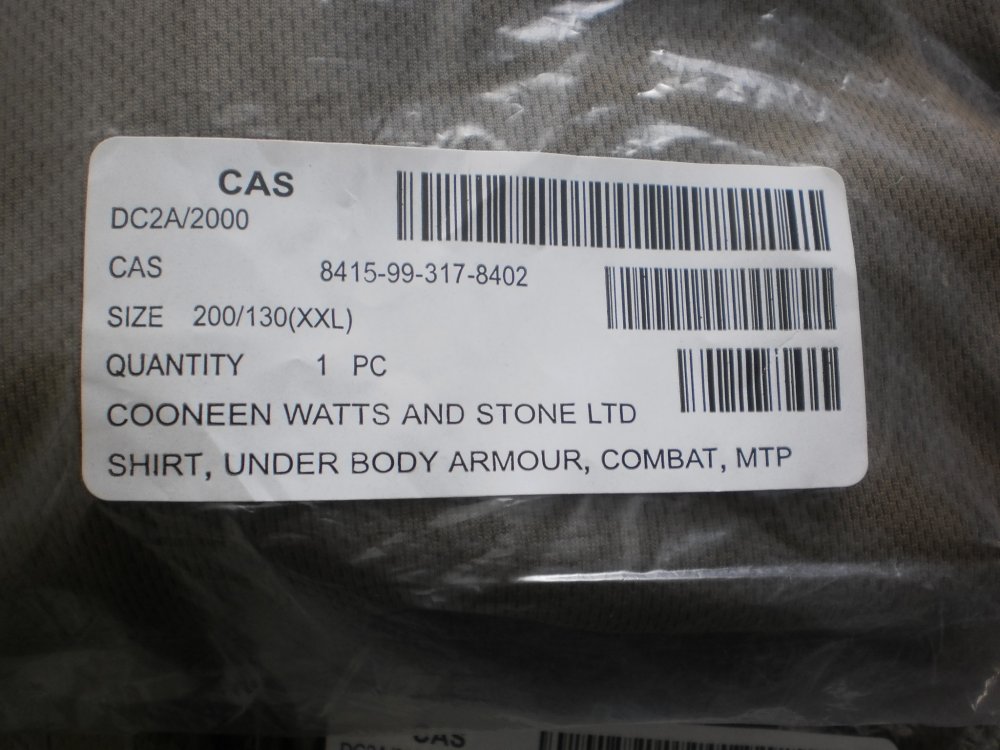 CAS
DC2A/2000
CAS 8415-99-317-8402
SIZE 200/130(XXL)
QUANTITY 1 PC
COONEEN WATTS AND STONE LTD
SHIRT, UNDER BODY ARMOUR, COMBAT, MTP
CAS